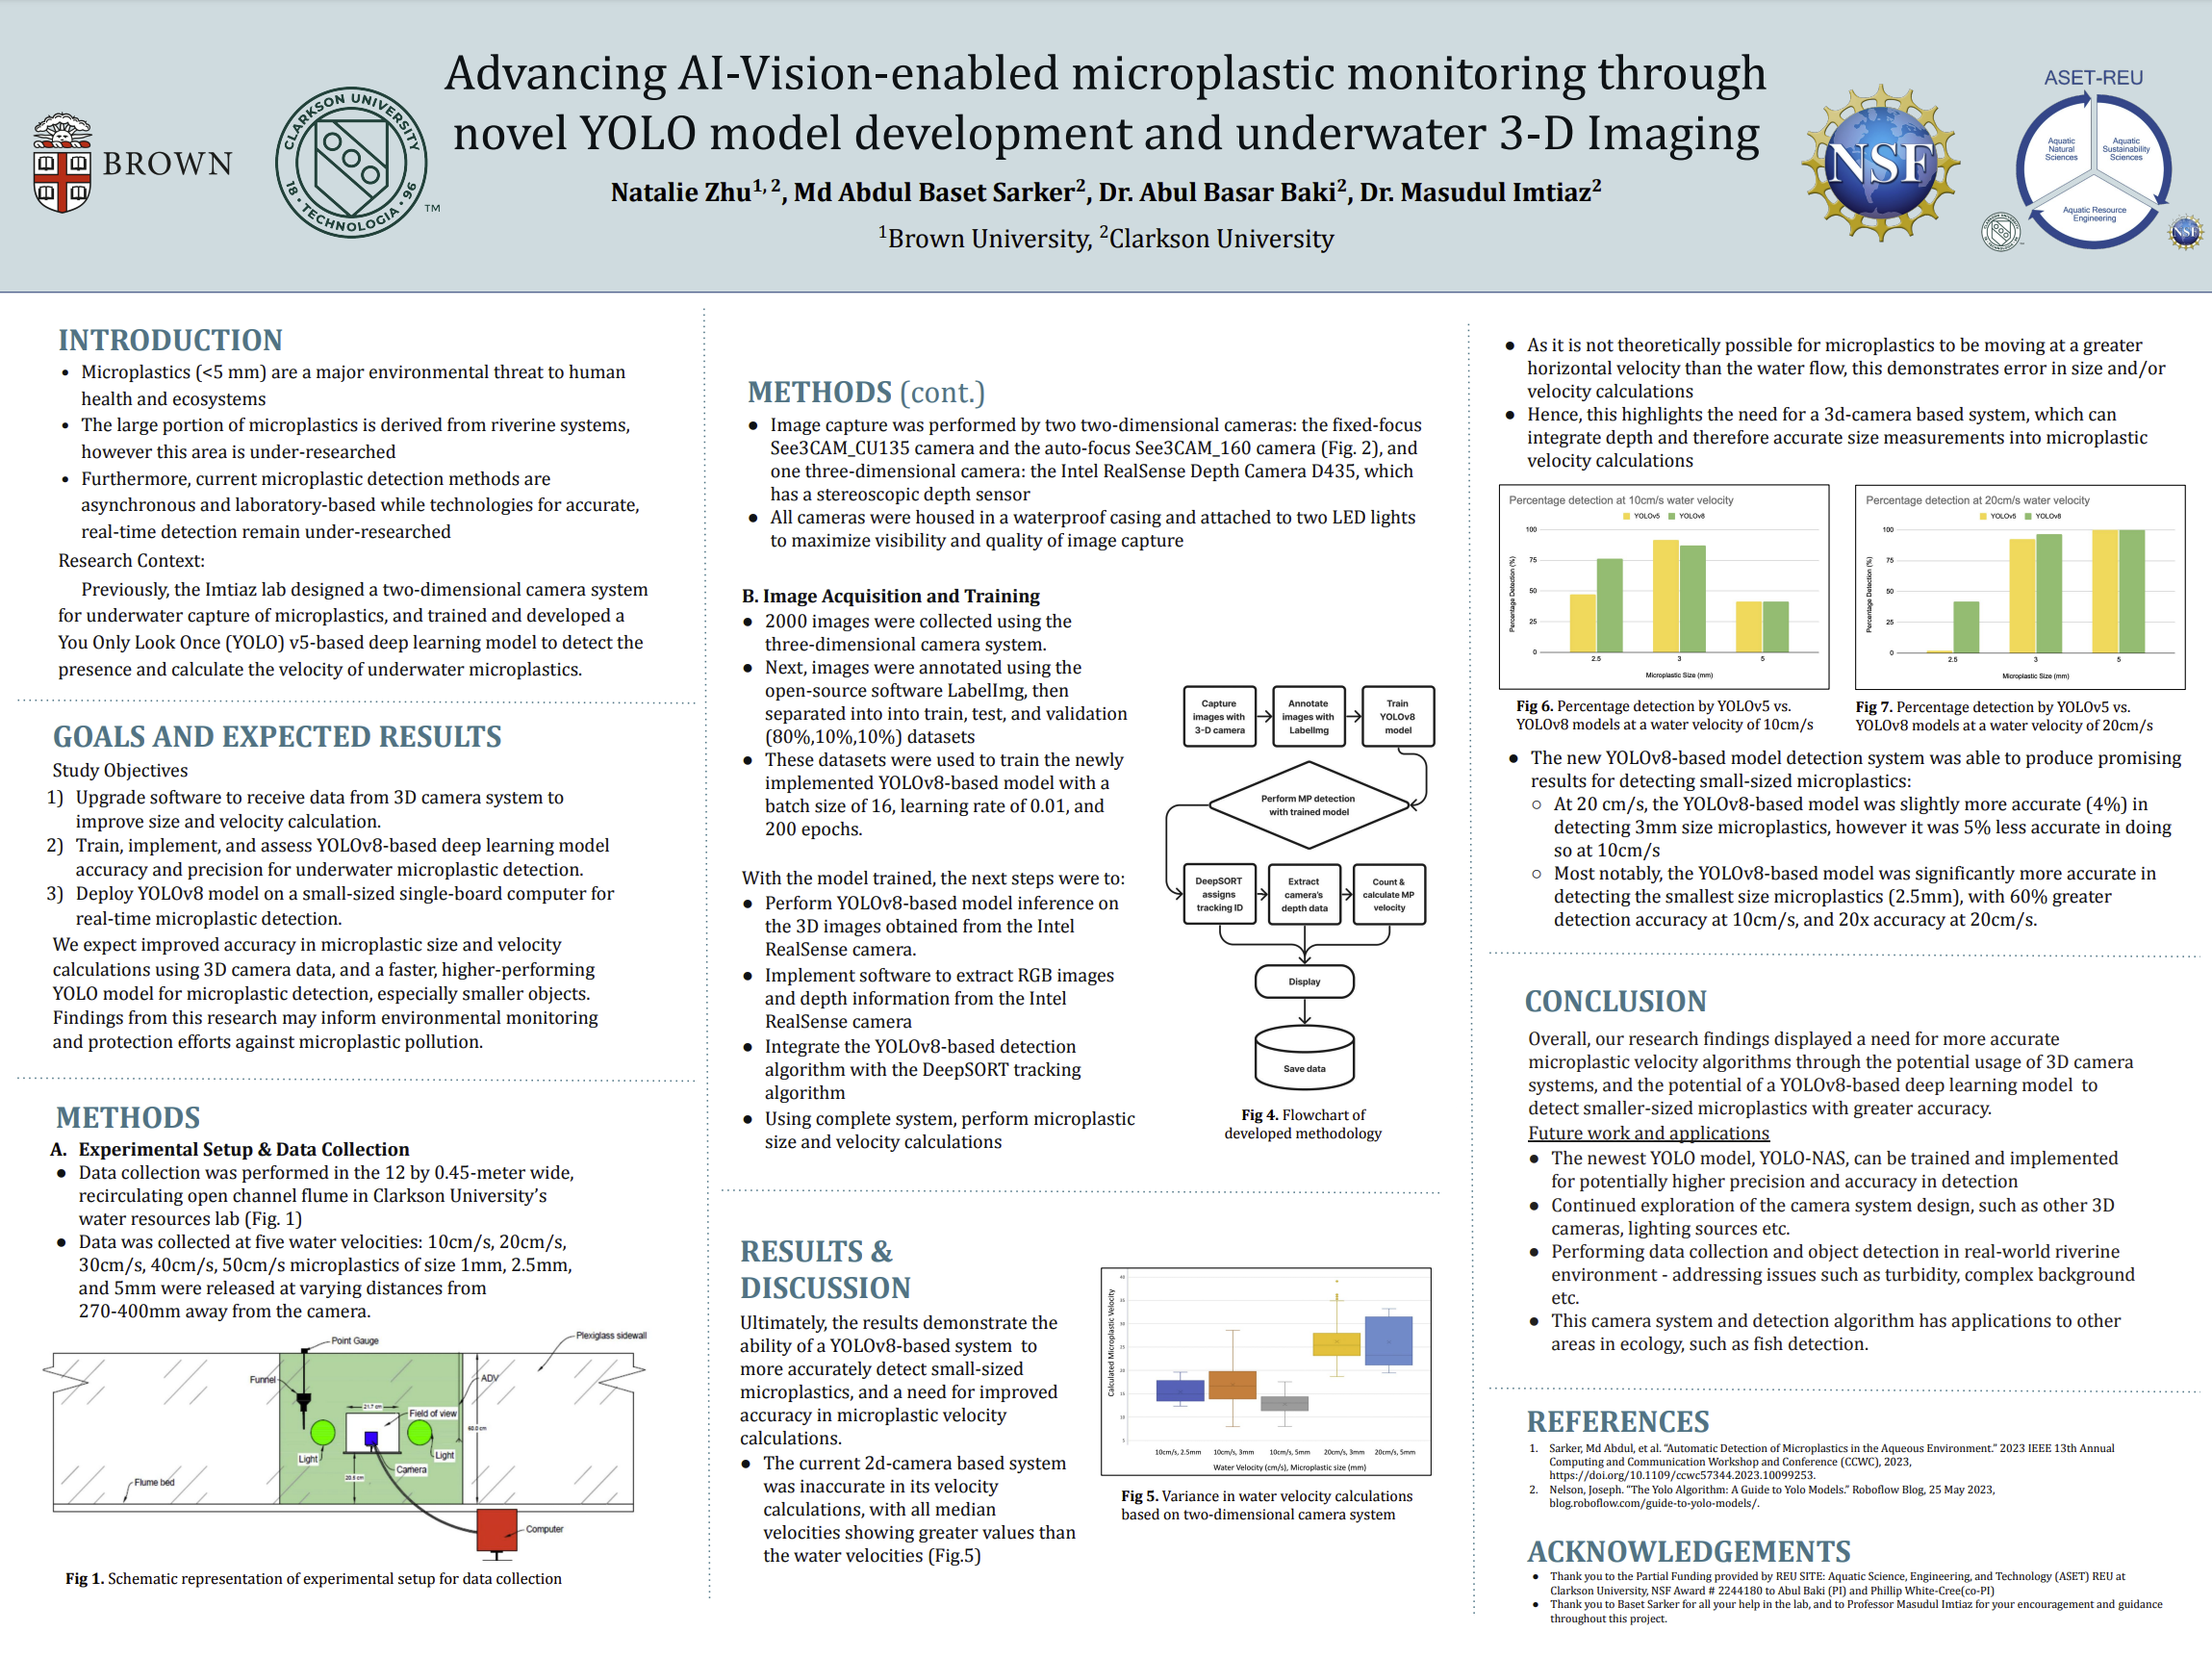 Advancing AI-Vision-enabled microplastic monitoring through
novel YOLO model development and underwater 3-D Imaging
Natalie Zhu1, 2, Md Abdul Baset Sarker2, Dr. Abul Basar Baki2, Dr. Masudul Imtiaz2
1Brown University, 2Clarkson University
BROWN
CLARKSON UNIVERSITY
18 • TECHNOLOGIA • 96
TM
NSF
ASET-REU
Aquatic
Natural
Sciences
Aquatic
Sustainability
Sciences
Aquatic Resource
Engineering
NSF
INTRODUCTION
• Microplastics (<5 mm) are a major environmental threat to human
health and ecosystems
• The large portion of microplastics is derived from riverine systems,
however this area is under-researched
• Furthermore, current microplastic detection methods are
asynchronous and laboratory-based while technologies for accurate,
real-time detection remain under-researched
Research Context:
Previously, the Imtiaz lab designed a two-dimensional camera system
for underwater capture of microplastics, and trained and developed a
You Only Look Once (YOLO) v5-based deep learning model to detect the
presence and calculate the velocity of underwater microplastics.
GOALS AND EXPECTED RESULTS
Study Objectives
1) Upgrade software to receive data from 3D camera system to
improve size and velocity calculation.
2) Train, implement, and assess YOLOv8-based deep learning model
accuracy and precision for underwater microplastic detection.
3) Deploy YOLOv8 model on a small-sized single-board computer for
real-time microplastic detection.
We expect improved accuracy in microplastic size and velocity
calculations using 3D camera data, and a faster, higher-performing
YOLO model for microplastic detection, especially smaller objects.
Findings from this research may inform environmental monitoring
and protection efforts against microplastic pollution.
METHODS
A. Experimental Setup & Data Collection
● Data collection was performed in the 12 by 0.45-meter wide,
recirculating open channel flume in Clarkson University's
water resources lab (Fig. 1)
● Data was collected at five water velocities: 10cm/s, 20cm/s,
30cm/s, 40cm/s, 50cm/s microplastics of size 1mm, 2.5mm,
and 5mm were released at varying distances from
270-400mm away from the camera.
Point Gauge
Plexiglass sidewall
Funnel
ADV
21.7 cm
Field of view
60.0 cm
Light
Light
Camera
20.5 cm
Flume bed
Computer
Fig 1. Schematic representation of experimental setup for data collection
METHODS (cont.)
● Image capture was performed by two two-dimensional cameras: the fixed-focus
See3CAM_CU135 camera and the auto-focus See3CAM_160 camera (Fig. 2), and
one three-dimensional camera: the Intel RealSense Depth Camera D435, which
has a stereoscopic depth sensor
● All cameras were housed in a waterproof casing and attached to two LED lights
to maximize visibility and quality of image capture
B. Image Acquisition and Training
● 2000 images were collected using the
three-dimensional camera system.
● Next, images were annotated using the
open-source software LabelImg, then
separated into into train, test, and validation
(80%,10%,10%) datasets
● These datasets were used to train the newly
implemented YOLOv8-based model with a
batch size of 16, learning rate of 0.01, and
200 epochs.
With the model trained, the next steps were to:
● Perform YOLOv8-based model inference on
the 3D images obtained from the Intel
RealSense camera.
● Implement software to extract RGB images
and depth information from the Intel
RealSense camera
● Integrate the YOLOv8-based detection
algorithm with the DeepSORT tracking
algorithm
● Using complete system, perform microplastic
size and velocity calculations
Capture
images with
3-D camera
Annotate
images with
LabelImg
Train
YOLOv8
model
Perform MP detection
with trained model
DeepSORT
assigns
tracking ID
Extract
camera's
depth data
Count &
calculate MP
velocity
Display
Save data
Fig 4. Flowchart of
developed methodology
RESULTS &
DISCUSSION
Ultimately, the results demonstrate the
ability of a YOLOv8-based system to
more accurately detect small-sized
microplastics, and a need for improved
accuracy in microplastic velocity
calculations.
● The current 2d-camera based system
was inaccurate in its velocity
calculations, with all median
velocities showing greater values than
the water velocities (Fig.5)
Calculated Microplastic Velocity
40
35
30
25
20
15
10
5
10cm/s, 2.5mm 10cm/s, 3mm 10cm/s, 5mm 20cm/s, 3mm 20cm/s, 5mm
Water Velocity (cm/s), Microplastic size (mm)
Fig 5. Variance in water velocity calculations
based on two-dimensional camera system
● As it is not theoretically possible for microplastics to be moving at a greater
horizontal velocity than the water flow, this demonstrates error in size and/or
velocity calculations
● Hence, this highlights the need for a 3d-camera based system, which can
integrate depth and therefore accurate size measurements into microplastic
velocity calculations
Percentage detection at 10cm/s water velocity
YOLOv5 YOLOv8
Percentage Detection (%)
100
75
50
25
0
2.5 3 5
Microplastic Size (mm)
Fig 6. Percentage detection by YOLOv5 vs.
YOLOv8 models at a water velocity of 10cm/s
Percentage detection at 20cm/s water velocity
YOLOv5 YOLOv8
Percentage Detection (%)
100
75
50
25
0
2.5 3 5
Microplastic Size (mm)
Fig 7. Percentage detection by YOLOv5 vs.
YOLOv8 models at a water velocity of 20cm/s
● The new YOLOv8-based model detection system was able to produce promising
results for detecting small-sized microplastics:
○ At 20 cm/s, the YOLOv8-based model was slightly more accurate (4%) in
detecting 3mm size microplastics, however it was 5% less accurate in doing
so at 10cm/s
○ Most notably, the YOLOv8-based model was significantly more accurate in
detecting the smallest size microplastics (2.5mm), with 60% greater
detection accuracy at 10cm/s, and 20x accuracy at 20cm/s.
CONCLUSION
Overall, our research findings displayed a need for more accurate
microplastic velocity algorithms through the potential usage of 3D camera
systems, and the potential of a YOLOv8-based deep learning model to
detect smaller-sized microplastics with greater accuracy.
Future work and applications
● The newest YOLO model, YOLO-NAS, can be trained and implemented
for potentially higher precision and accuracy in detection
● Continued exploration of the camera system design, such as other 3D
cameras, lighting sources etc.
● Performing data collection and object detection in real-world riverine
environment - addressing issues such as turbidity, complex background
etc.
● This camera system and detection algorithm has applications to other
areas in ecology, such as fish detection.
REFERENCES
1. Sarker, Md Abdul, et al. "Automatic Detection of Microplastics in the Aqueous Environment." 2023 IEEE 13th Annual
Computing and Communication Workshop and Conference (CCWC), 2023,
https://doi.org/10.1109/ccwc57344.2023.10099253.
2. Nelson, Joseph. "The Yolo Algorithm: A Guide to Yolo Models." Roboflow Blog, 25 May 2023,
blog.roboflow.com/guide-to-yolo-models/.
ACKNOWLEDGEMENTS
● Thank you to the Partial Funding provided by REU SITE: Aquatic Science, Engineering, and Technology (ASET) REU at
Clarkson University, NSF Award # 2244180 to Abul Baki (PI) and Phillip White-Cree(co-PI)
● Thank you to Baset Sarker for all your help in the lab, and to Professor Masudul Imtiaz for your encouragement and guidance
throughout this project.